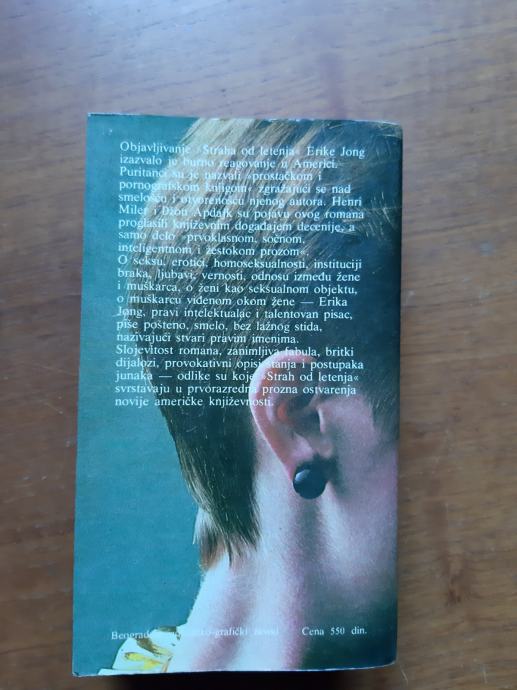 Objavljivanje »Straha od letenja« Erike Jong
izazvalo je burno reagovanje u Americi.
Puritanci su je nazvali »prostačkom i
pornografskom knjigom« zgražajući se nad
smelošću i otvorenošću njenog autora. Henri
Miler i Džon Apdajk su pojavu ovog romana
proglasili književnim događajem decenije, a
samo delo »prvoklasnom, sočnom,
inteligentnom i žestokom prozom«.
O seksu, erotici, homoseksualnosti, instituciji
braka, ljubavi, vernosti, odnosu između žene
i muškarca, o ženi kao seksualnom objektu,
o muškarcu viđenom okom žene — Erika
Jong, pravi intelektualac i talentovan pisac,
piše pošteno, smelo, bez lažnog stida,
nazivajući stvari pravim imenima.
Slojevitost romana, zanimljiva fabula, britki
dijalozi, provokativni opisi stanja i postupaka
junaka — odlike su koje »Strah od letenja«
svrstavaju u prvorazredna prozna ostvarenja
novije američke književnosti.
Beograd grafički zavod Cena 550 din.